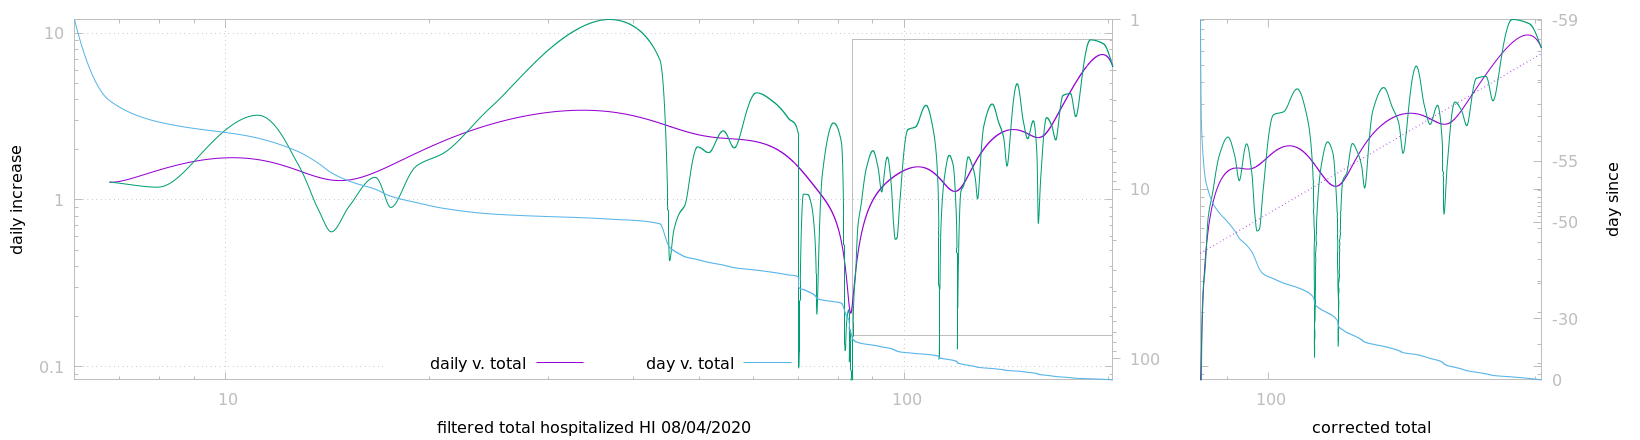 10
1
0.1
daily increase
10
100
filtered total hospitalized HI 08/04/2020
daily v. total
day v. total
1
10
100
100
corrected total
-59
-55
-50
-30
0
day since